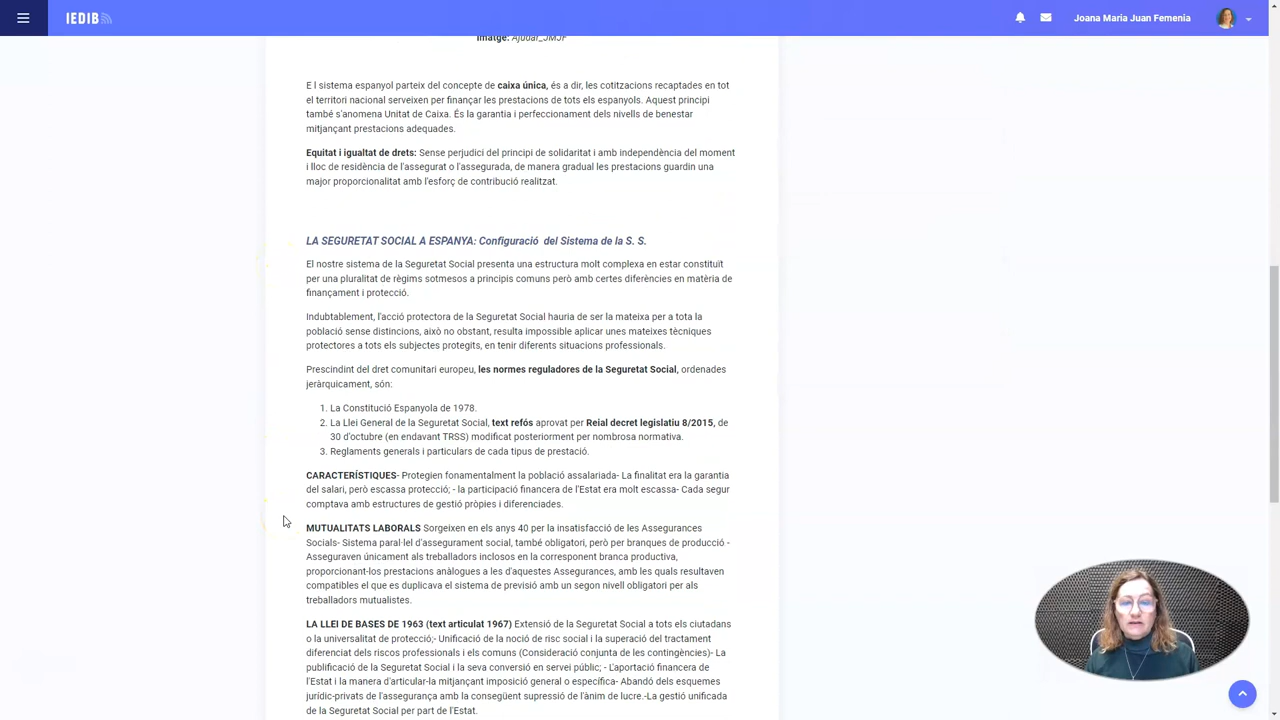 IEDIB
Joana Maria Juan Femenia
Imatge: Ajudar_JMJF
E l sistema espanyol parteix del concepte de caixa única, és a dir, les cotitzacions recaptades en tot
el territori nacional serveixen per finançar les prestacions de tots els espanyols. Aquest principi
també s'anomena Unitat de Caixa. És la garantia i perfeccionament dels nivells de benestar
mitjançant prestacions adequades.
Equitat i igualtat de drets: Sense perjudici del principi de solidaritat i amb independència del moment
i lloc de residència de l'assegurat o l'assegurada, de manera gradual les prestacions guardin una
major proporcionalitat amb l'esforç de contribució realitzat.
LA SEGURETAT SOCIAL A ESPANYA: Configuració del Sistema de la S. S.
El nostre sistema de la Seguretat Social presenta una estructura molt complexa en estar constituït
per una pluralitat de règims sotmesos a principis comuns però amb certes diferències en matèria de
finançament i protecció.
Indubtablement, l'acció protectora de la Seguretat Social hauria de ser la mateixa per a tota la
població sense distincions, això no obstant, resulta impossible aplicar unes mateixes tècniques
protectores a tots els subjectes protegits, en tenir diferents situacions professionals.
Prescindint del dret comunitari europeu, les normes reguladores de la Seguretat Social, ordenades
jeràrquicament, són:
1. La Constitució Espanyola de 1978.
2. La Llei General de la Seguretat Social, text refós aprovat per Reial decret legislatiu 8/2015, de
30 d'octubre (en endavant TRSS) modificat posteriorment per nombrosa normativa.
3. Reglaments generals i particulars de cada tipus de prestació.
CARACTERÍSTIQUES- Protegien fonamentalment la població assalariada- La finalitat era la garantia
del salari, però escassa protecció; - la participació financera de l'Estat era molt escassa- Cada segur
comptava amb estructures de gestió pròpies i diferenciades.
MUTUALITATS LABORALS Sorgeixen en els anys 40 per la insatisfacció de les Assegurances
Socials- Sistema paral·lel d'assegurament social, també obligatori, però per branques de producció -
Asseguraven únicament als treballadors inclosos en la corresponent branca productiva,
proporcionant-los prestacions anàlogues a les d'aquestes Assegurances, amb les quals resultaven
compatibles el que es duplicava el sistema de previsió amb un segon nivell obligatori per als
treballadors mutualistes.
LA LLEI DE BASES DE 1963 (text articulat 1967) Extensió de la Seguretat Social a tots els ciutadans
o la universalitat de protecció;- Unificació de la noció de risc social i la superació del tractament
diferenciat dels riscos professionals i els comuns (Consideració conjunta de les contingències)- La
publificació de la Seguretat Social i la seva conversió en servei públic; - L'aportació financera de
l'Estat i la manera d'articular-la mitjançant imposició general o específica- Abandó dels esquemes
jurídic-privats de l'assegurança amb la consegüent supressió de l'ànim de lucre.-La gestió unificada
de la Seguretat Social per part de l'Estat.